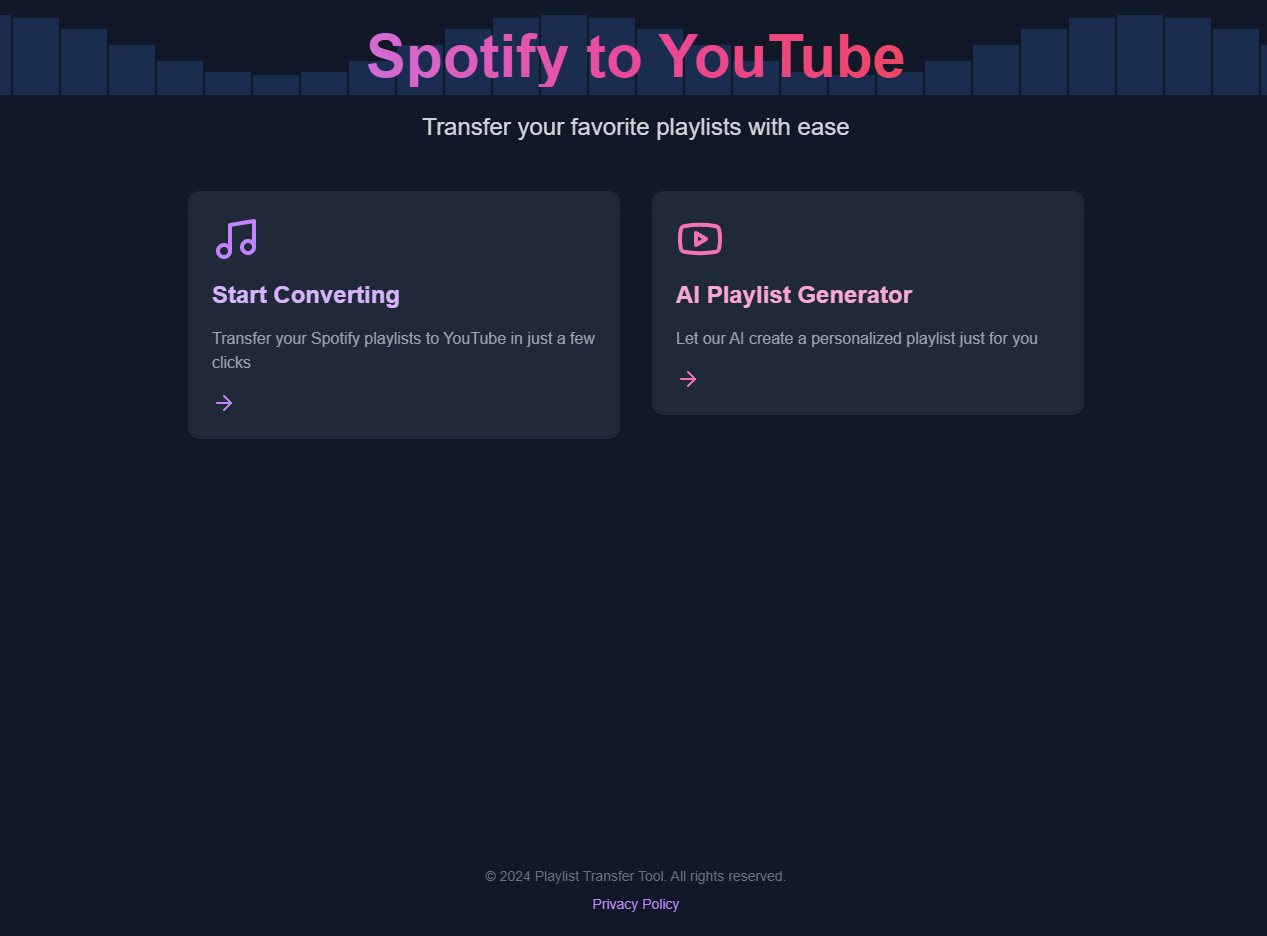 Spotify to YouTube
Transfer your favorite playlists with ease
Start Converting
Transfer your Spotify playlists to YouTube in just a few
clicks
AI Playlist Generator
Let our AI create a personalized playlist just for you
© 2024 Playlist Transfer Tool. All rights reserved.
Privacy Policy